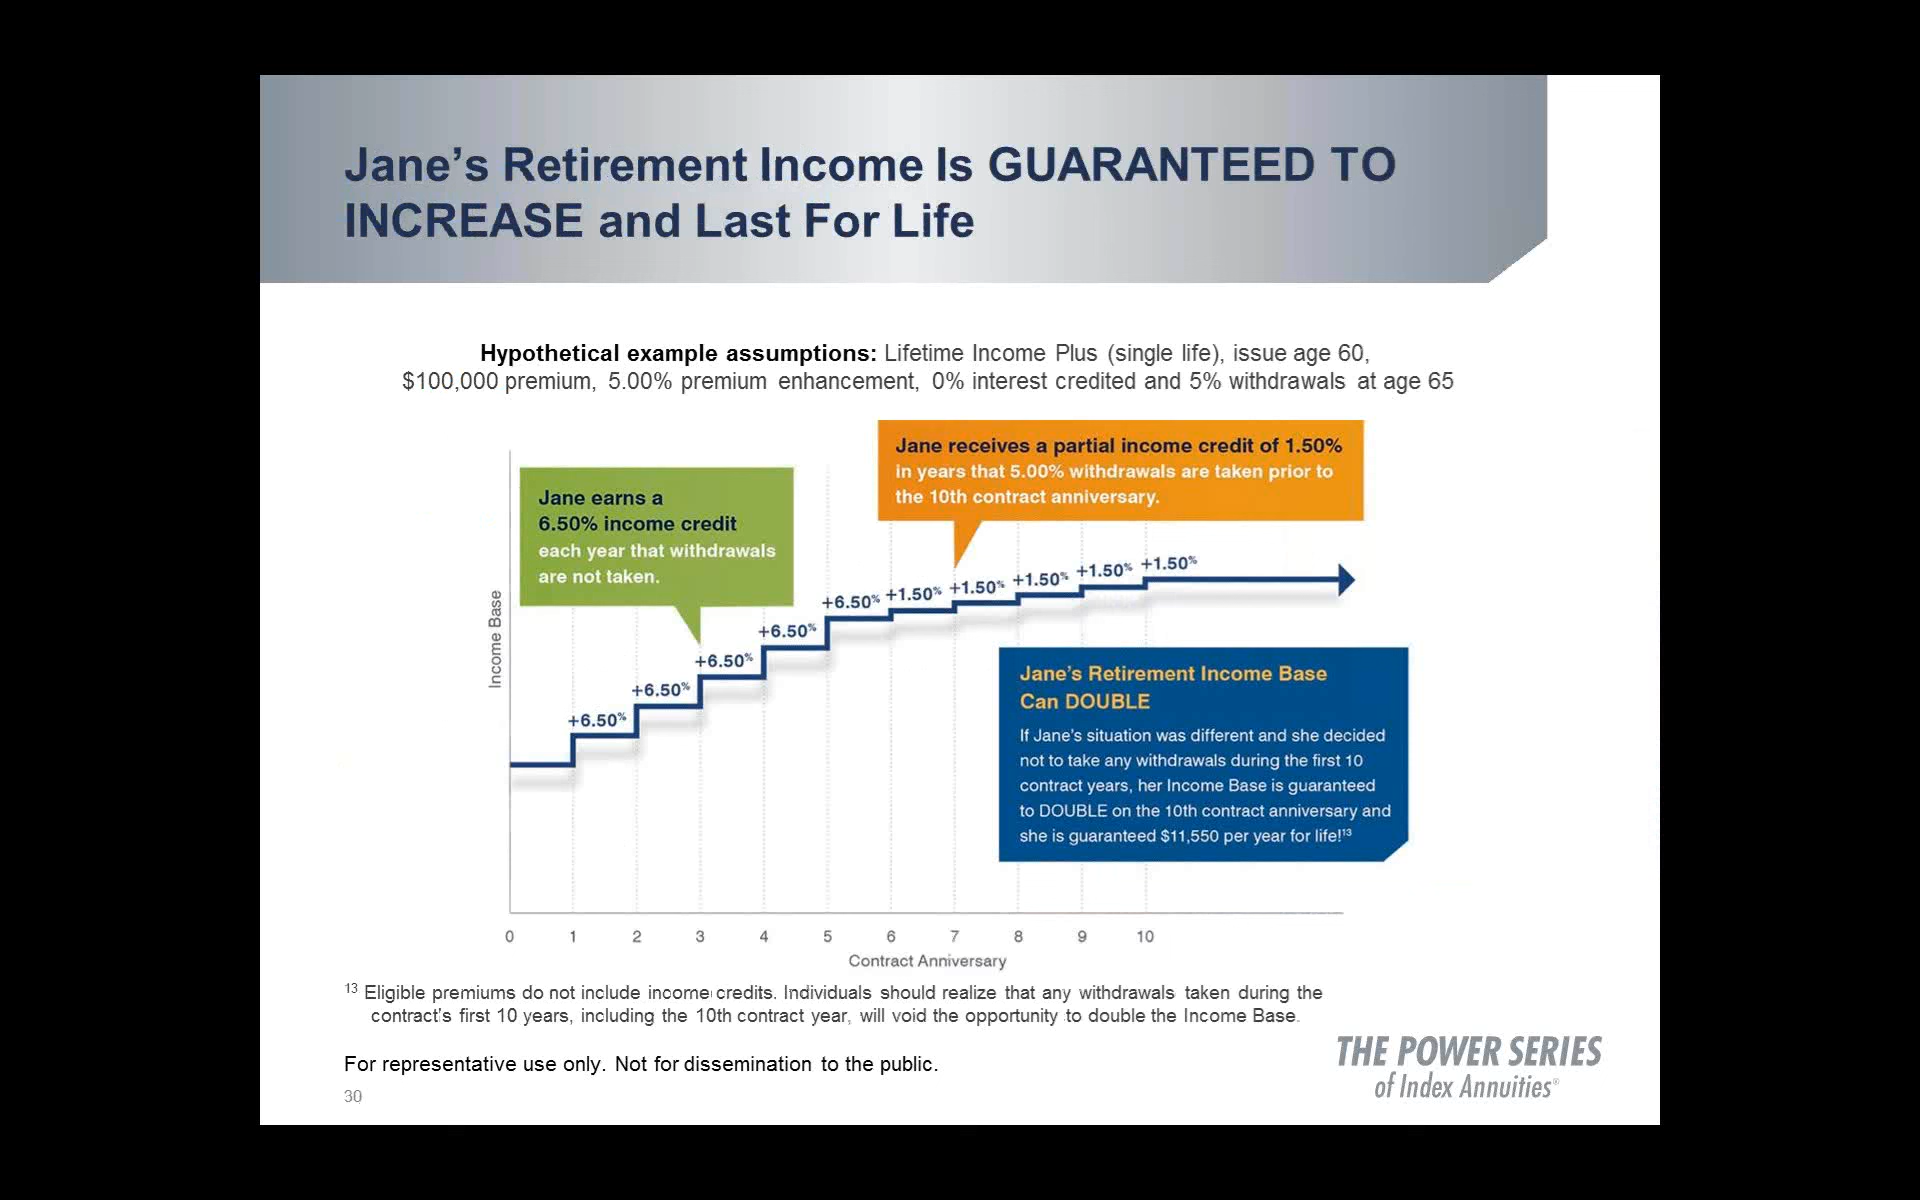 Jane's Retirement Income Is GUARANTEED TO
INCREASE and Last For Life
Hypothetical example assumptions: Lifetime Income Plus (single life), issue age 60,
$100,000 premium, 5.00% premium enhancement, 0% interest credited and 5% withdrawals at age 65
Jane receives a partial income credit of 1.50%
in years that 5.00% withdrawals are taken prior to
the 10th contract anniversary.
Jane earns a
6.50% income credit
each year that withdrawals
are not taken.
Income Base
+6.50%
+6.50%
+6.50%
+6.50%
+6.50%
+1.50%
+1.50%
+1.50%
+1.50%
+1.50%
Jane's Retirement Income Base
Can DOUBLE
If Jane's situation was different and she decided
not to take any withdrawals during the first 10
contract years, her Income Base is guaranteed
to DOUBLE on the 10th contract anniversary and
she is guaranteed $11,550 per year for life!13
0 1 2 3 4 5 6 7 8 9 10
Contract Anniversary
13 Eligible premiums do not include income credits. Individuals should realize that any withdrawals taken during the
contract's first 10 years, including the 10th contract year, will void the opportunity to double the Income Base.
For representative use only. Not for dissemination to the public.
30
THE POWER SERIES
of Index Annuities®